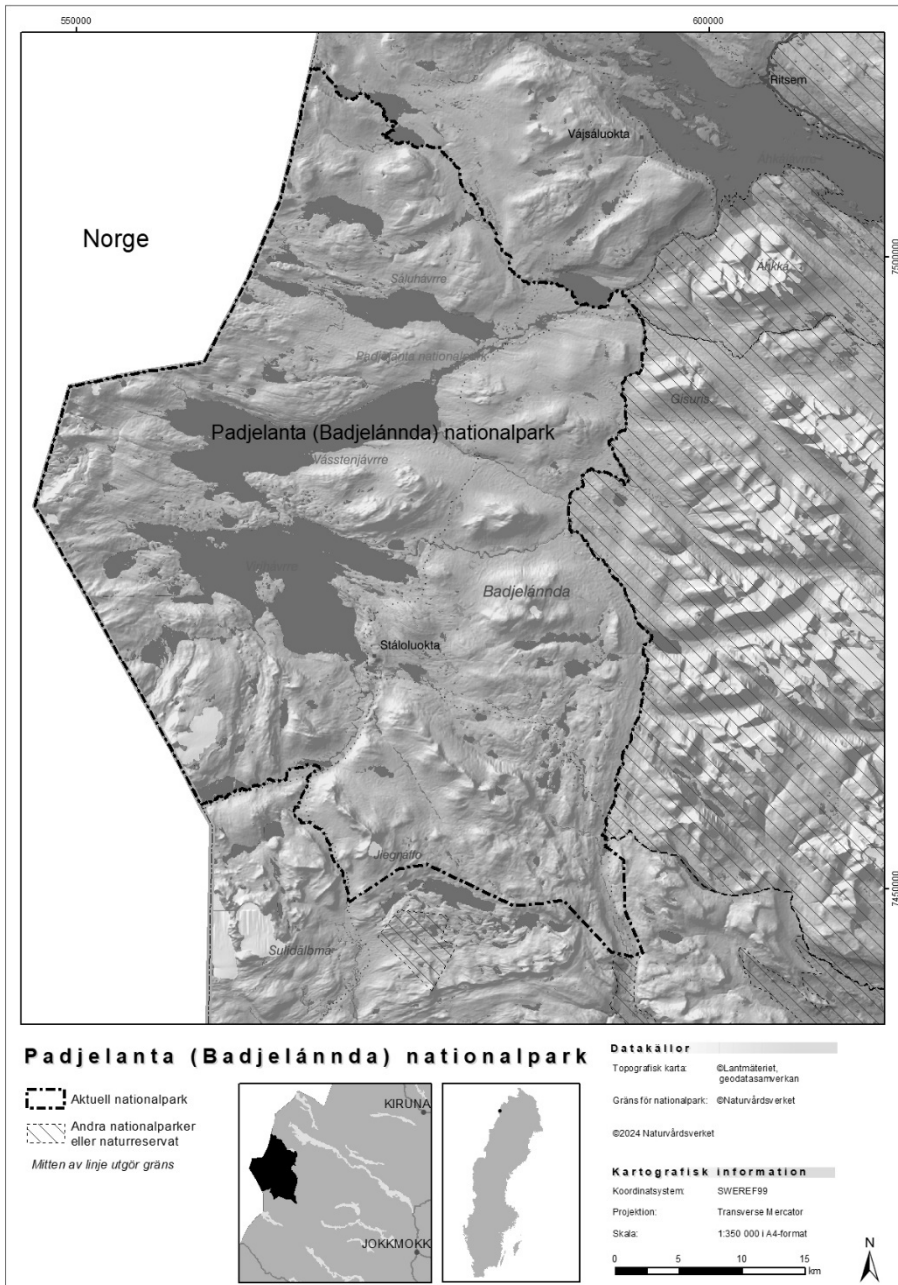 550000
600000
Ritsem
Vájsáluokta
Norge
7500000
Áhkká
Sáluhávrre
Padjelanta nationalpark
Gisuris
Padjelanta (Badjelánnda) nationalpark
Vásstenjávrre
Badjelánnda
Stáloluokta
7450000
Jiegnáffo
Sulidälbmá
Padjelanta (Badjelánnda) nationalpark
Aktuell nationalpark
Andra nationalparker
eller naturreservat
Mitten av linje utgör gräns
KIRUNA
JOKKMOKK
Datakällor
Topografisk karta: ©Lantmäteriet,
geodatasamverkan
Gräns för nationalpark: ©Naturvårdsverket
©2024 Naturvårdsverket
Kartografisk information
Koordinatsystem: SWEREF99
Projektion: Transverse Mercator
Skala: 1:350 000 i A4-format
N
0 5 10 15
km